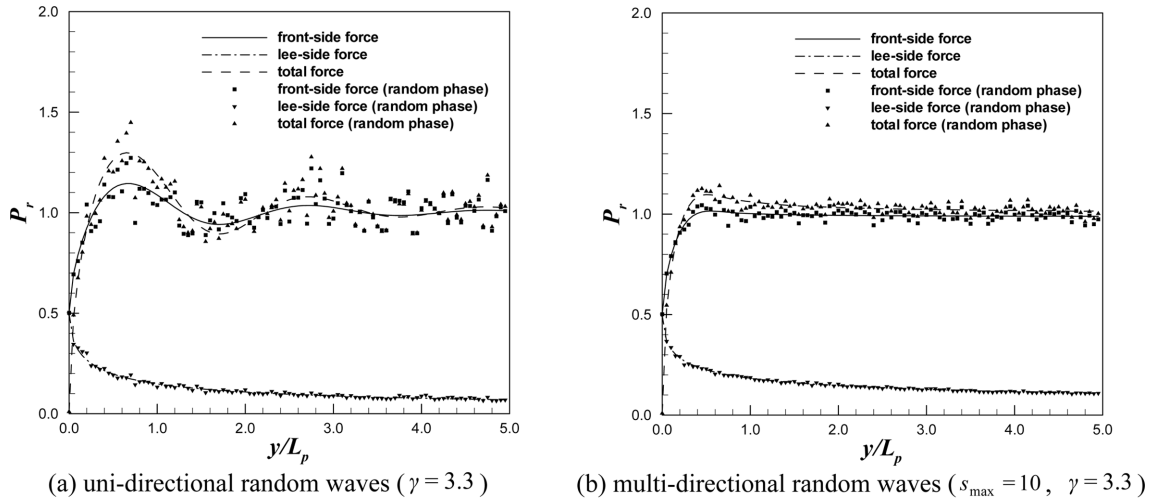 2.0
1.5
1.0
0.5
0.0
P_r
front-side force
lee-side force
total force
front-side force (random phase)
lee-side force (random phase)
total force (random phase)
0.0 1.0 2.0 3.0 4.0 5.0
y/L_p
(a) uni-directional random waves ( γ = 3.3 )
2.0
1.5
1.0
0.5
0.0
P_r
front-side force
lee-side force
total force
front-side force (random phase)
lee-side force (random phase)
total force (random phase)
0.0 1.0 2.0 3.0 4.0 5.0
y/L_p
(b) multi-directional random waves ( s_max = 10 , γ = 3.3 )